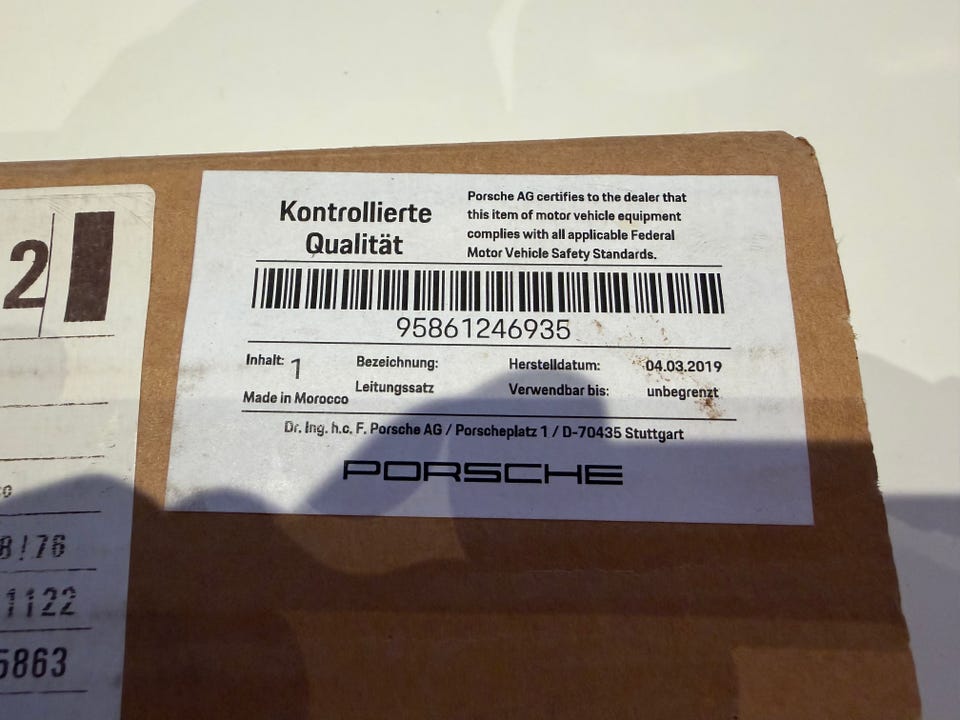 Kontrollierte
Qualität
Porsche AG certifies to the dealer that
this item of motor vehicle equipment
complies with all applicable Federal
Motor Vehicle Safety Standards.
95861246935
Inhalt: 1
Made in Morocco
Bezeichnung:
Leitungssatz
Herstelldatum: 04.03.2019
Verwendbar bis: unbegrenzt
Dr. Ing. h.c. F. Porsche AG / Porscheplatz 1 / D-70435 Stuttgart
PORSCHE
2
8!76
1122
5863